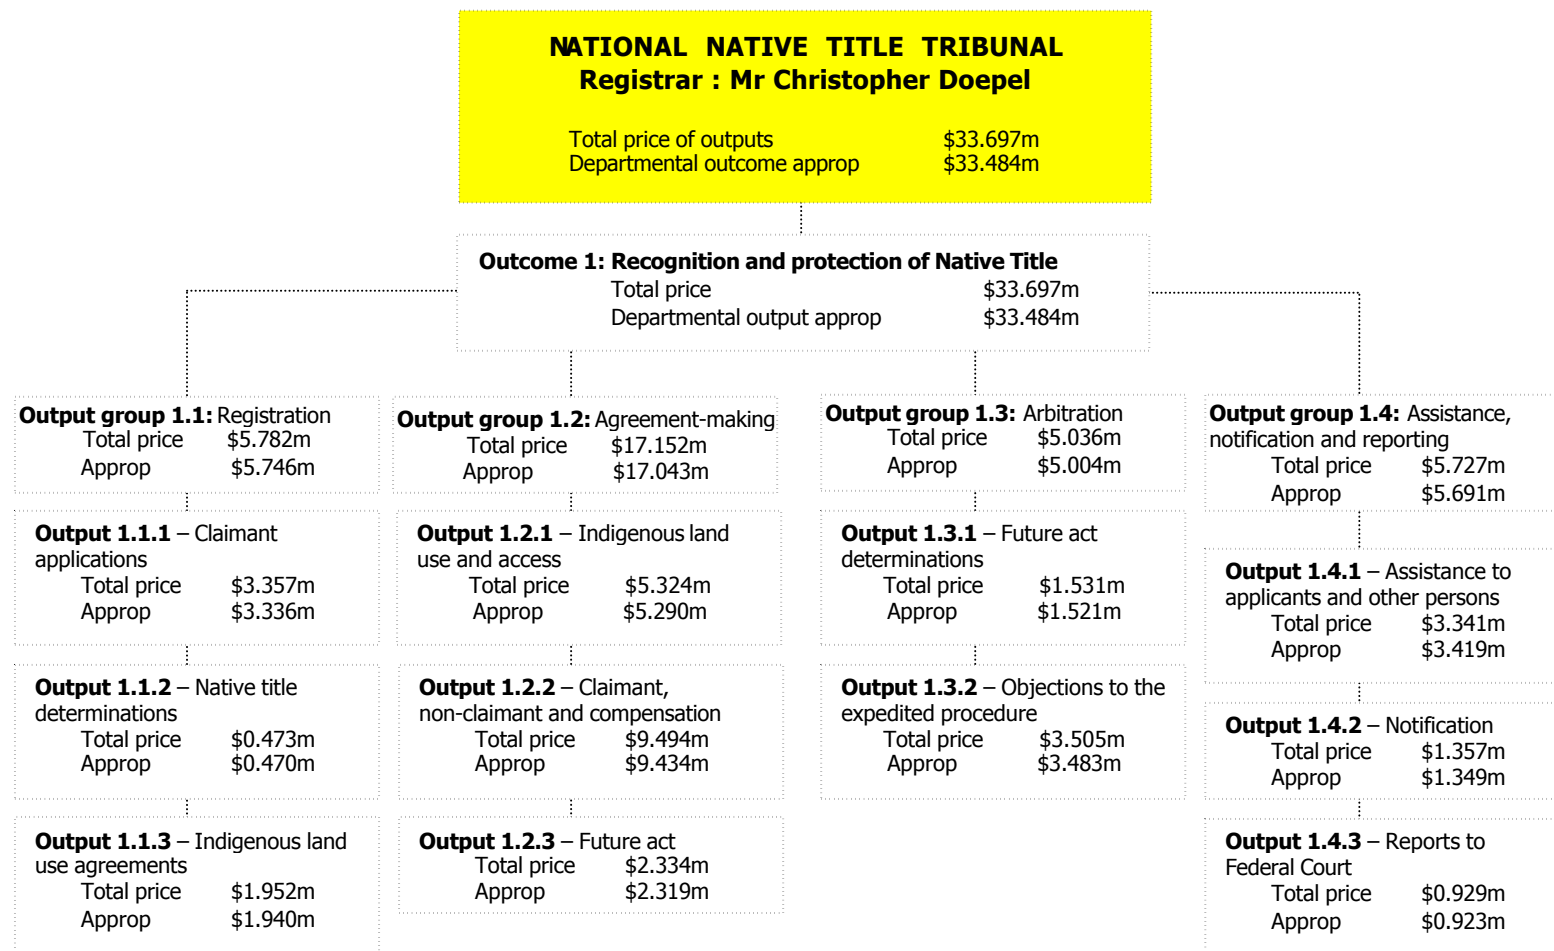 NATIONAL NATIVE TITLE TRIBUNAL
Registrar : Mr Christopher Doepel
Total price of outputs $33.697m
Departmental outcome approp $33.484m
Outcome 1: Recognition and protection of Native Title
Total price $33.697m
Departmental output approp $33.484m
Output group 1.1: Registration
Total price $5.782m
Approp $5.746m
Output 1.1.1 – Claimant
applications
Total price $3.357m
Approp $3.336m
Output 1.1.2 – Native title
determinations
Total price $0.473m
Approp $0.470m
Output 1.1.3 – Indigenous land
use agreements
Total price $1.952m
Approp $1.940m
Output group 1.2: Agreement-making
Total price $17.152m
Approp $17.043m
Output 1.2.1 – Indigenous land
use and access
Total price $5.324m
Approp $5.290m
Output 1.2.2 – Claimant,
non-claimant and compensation
Total price $9.494m
Approp $9.434m
Output 1.2.3 – Future act
Total price $2.334m
Approp $2.319m
Output group 1.3: Arbitration
Total price $5.036m
Approp $5.004m
Output 1.3.1 – Future act
determinations
Total price $1.531m
Approp $1.521m
Output 1.3.2 – Objections to the
expedited procedure
Total price $3.505m
Approp $3.483m
Output group 1.4: Assistance,
notification and reporting
Total price $5.727m
Approp $5.691m
Output 1.4.1 – Assistance to
applicants and other persons
Total price $3.341m
Approp $3.419m
Output 1.4.2 – Notification
Total price $1.357m
Approp $1.349m
Output 1.4.3 – Reports to
Federal Court
Total price $0.929m
Approp $0.923m